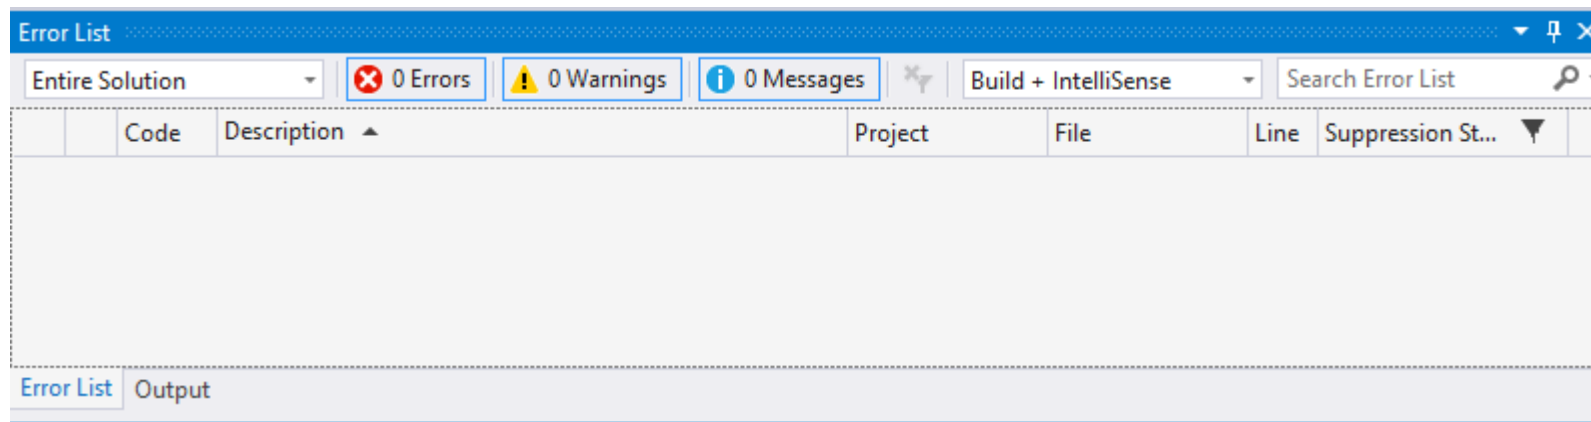 Error List
Entire Solution 0 Errors 0 Warnings 0 Messages Build + IntelliSense Search Error List
Code Description Project File Line Suppression St...
Error List Output